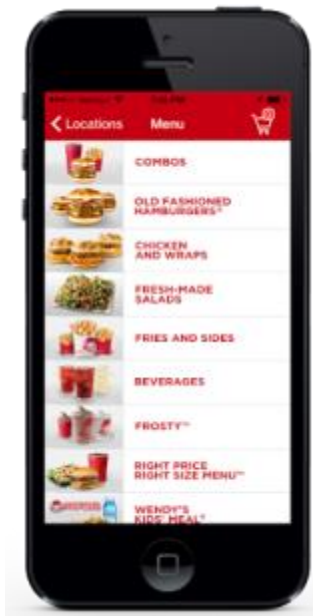 Locations
Menu
COMBOS
OLD FASHIONED
HAMBURGERS®
CHICKEN
AND WRAPS
FRESH-MADE
SALADS
FRIES AND SIDES
BEVERAGES
FROSTY™
RIGHT PRICE
RIGHT SIZE MENU™
WENDY'S
KIDS' MEAL®